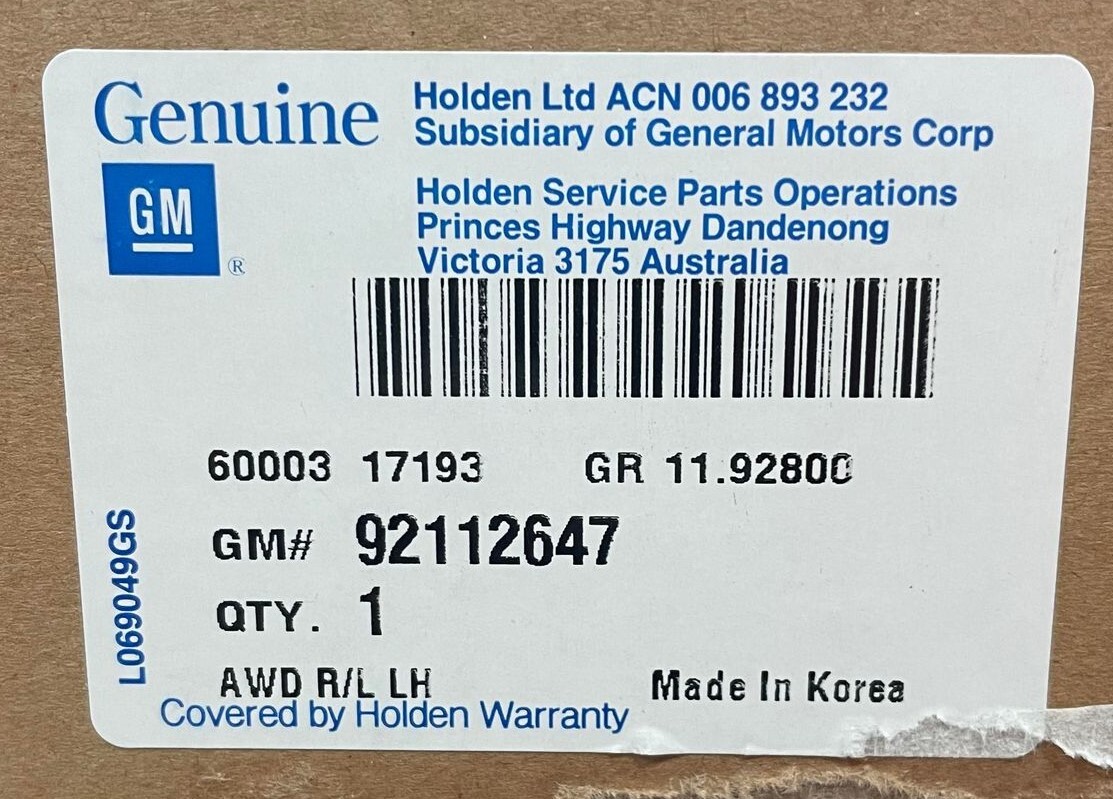 Genuine
GM
®
Holden Ltd ACN 006 893 232
Subsidiary of General Motors Corp
Holden Service Parts Operations
Princes Highway Dandenong
Victoria 3175 Australia
60003 17193 GR 11.92800
GM# 92112647
QTY. 1
AWD R/L LH Made In Korea
Covered by Holden Warranty
L069049GS